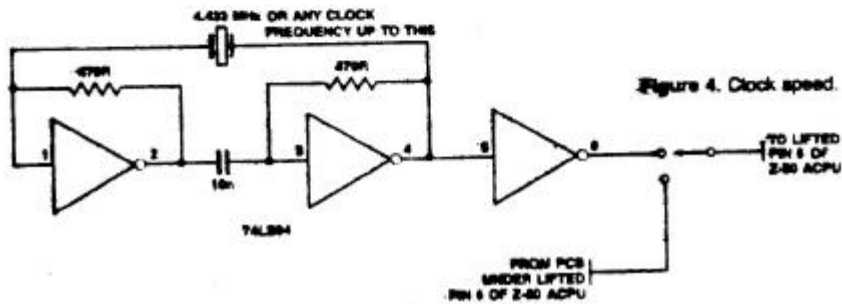 4.433 MHz OR ANY CLOCK
FREQUENCY UP TO THIS
470R
470R
Figure 4. Clock speed.
1
2
10n
3
4
5
6
TO LIFTED
PIN 6 OF
Z-80 ACPU
74LS04
FROM PCB
UNDER LIFTED
PIN 6 OF Z-80 ACPU